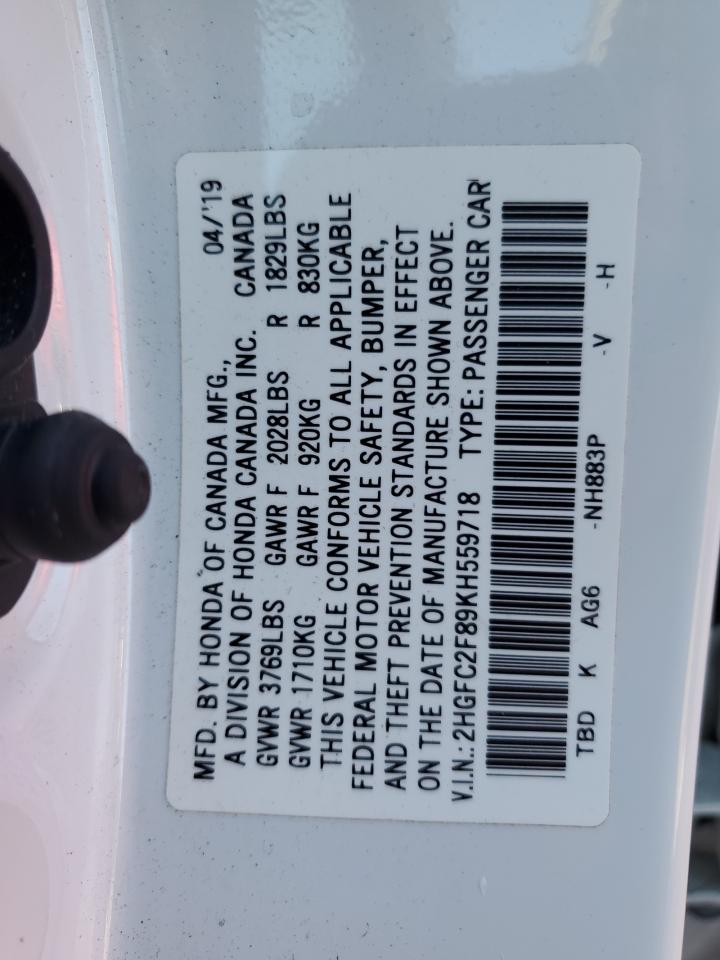 MFD. BY HONDA OF CANADA MFG., 04/'19
A DIVISION OF HONDA CANADA INC. CANADA
GVWR 3769LBS GAWR F 2028LBS R 1829LBS
GVWR 1710KG GAWR F 920KG R 830KG
THIS VEHICLE CONFORMS TO ALL APPLICABLE
FEDERAL MOTOR VEHICLE SAFETY, BUMPER,
AND THEFT PREVENTION STANDARDS IN EFFECT
ON THE DATE OF MANUFACTURE SHOWN ABOVE.
V.I.N.: 2HGFC2F89KH559718 TYPE: PASSENGER CAR
TBD K AG6 -NH883P -V -H